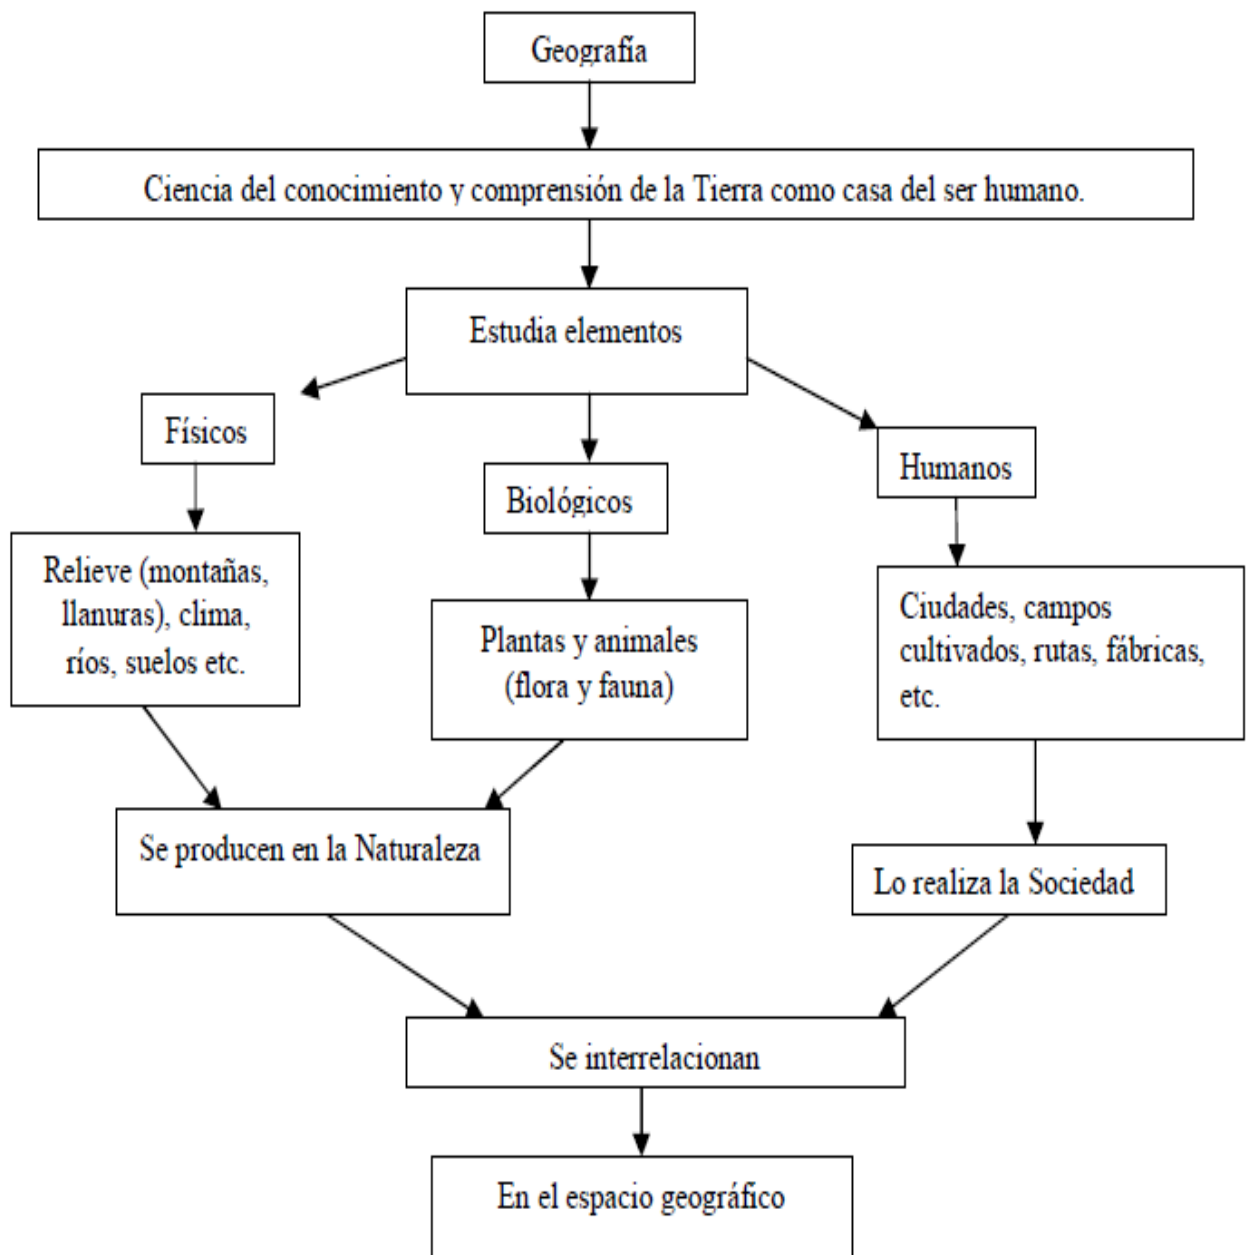 Geografía
Ciencia del conocimiento y comprensión de la Tierra como casa del ser humano.
Estudia elementos
Físicos
Biológicos
Humanos
Relieve (montañas,
llanuras), clima,
ríos, suelos etc.
Plantas y animales
(flora y fauna)
Ciudades, campos
cultivados, rutas, fábricas,
etc.
Se producen en la Naturaleza
Lo realiza la Sociedad
Se interrelacionan
En el espacio geográfico